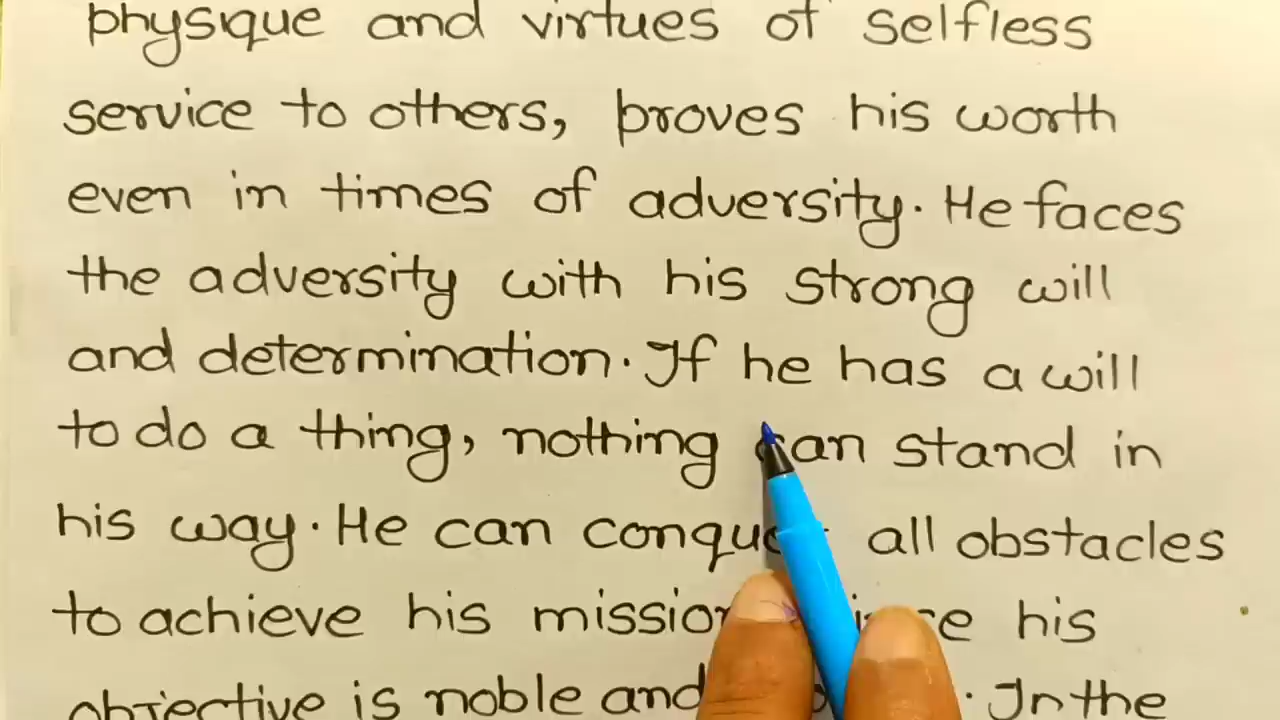 physique and virtues of selfless
service to others, proves his worth
even in times of adversity. He faces
the adversity with his strong will
and determination. If he has a will
to do a thing, nothing can stand in
his way. He can conquer all obstacles
to achieve his mission his
objective is noble and . In the